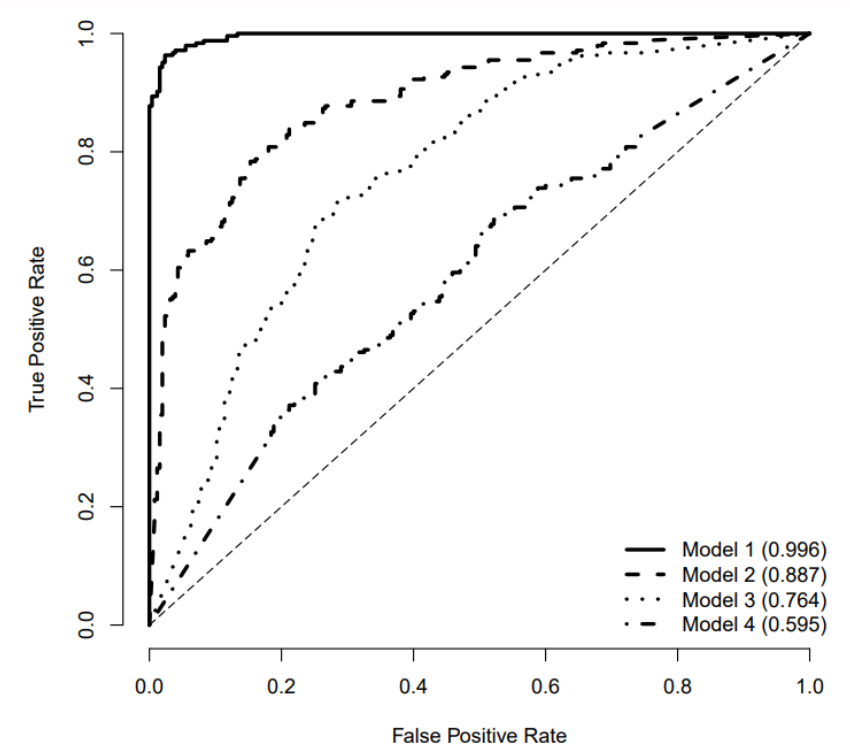 1.0
0.8
0.6
0.4
0.2
0.0
True Positive Rate
Model 1 (0.996)
Model 2 (0.887)
Model 3 (0.764)
Model 4 (0.595)
0.0 0.2 0.4 0.6 0.8 1.0
False Positive Rate